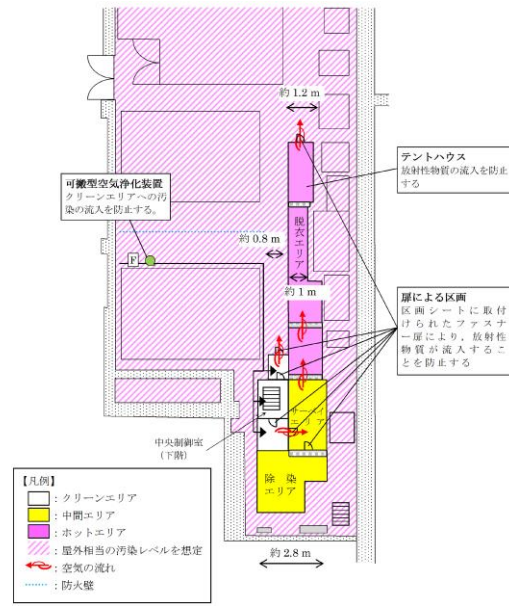 約 1.2 m
テントハウス
放射性物質の流入を防止
する
可搬型空気浄化装置
クリーンエリアへの汚
染の流入を防止する。
脱衣エリア
約 0.8 m
F
約 1 m
扉による区画
区画シートに取付
けられたファスナ
ー扉により、放射性
物質が流入するこ
とを防止する
サーベイ
エリア
中央制御室
(下階)
除 染
エリア
【凡例】
:クリーンエリア
:中間エリア
:ホットエリア
:屋外相当の汚染レベルを想定
:空気の流れ
:防火壁
約 2.8 m